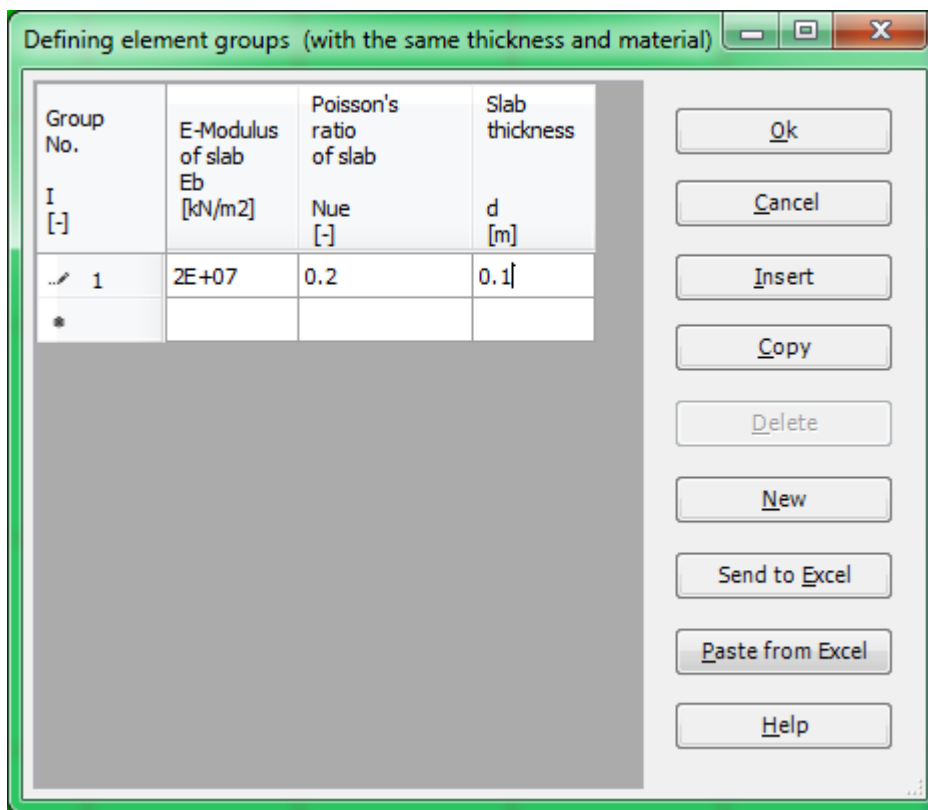 Defining element groups (with the same thickness and material)
Group
No.
I
[-]
E-Modulus
of slab
Eb
[kN/m2]
Poisson's
ratio
of slab
Nue
[-]
Slab
thickness
d
[m]
1
2E+07
0.2
0.1
Ok
Cancel
Insert
Copy
Delete
New
Send to Excel
Paste from Excel
Help